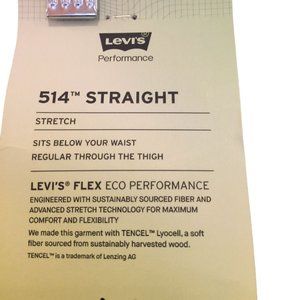 LEVI'S
Performance
514™ STRAIGHT
STRETCH
SITS BELOW YOUR WAIST
REGULAR THROUGH THE THIGH
LEVI'S® FLEX ECO PERFORMANCE
ENGINEERED WITH SUSTAINABLY SOURCED FIBER AND
ADVANCED STRETCH TECHNOLOGY FOR MAXIMUM
COMFORT AND FLEXIBILITY
We made this garment with TENCEL™ Lyocell, a soft
fiber sourced from sustainably harvested wood.
TENCEL™ is a trademark of Lenzing AG